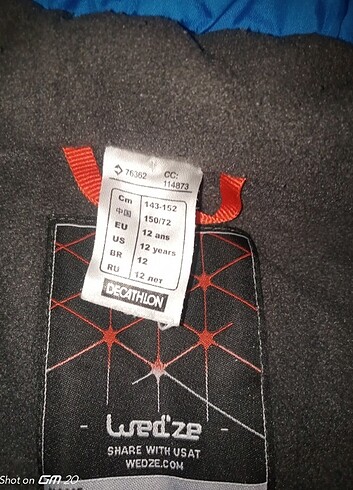 76362 CC:
114873
Cm 143-152
中国 150/72
EU 12 ans
US 12 years
BR 12
RU 12 лет
DECATHLON
- Wed'ze -
SHARE WITH US AT
WEDZE.COM
Shot on GM 20